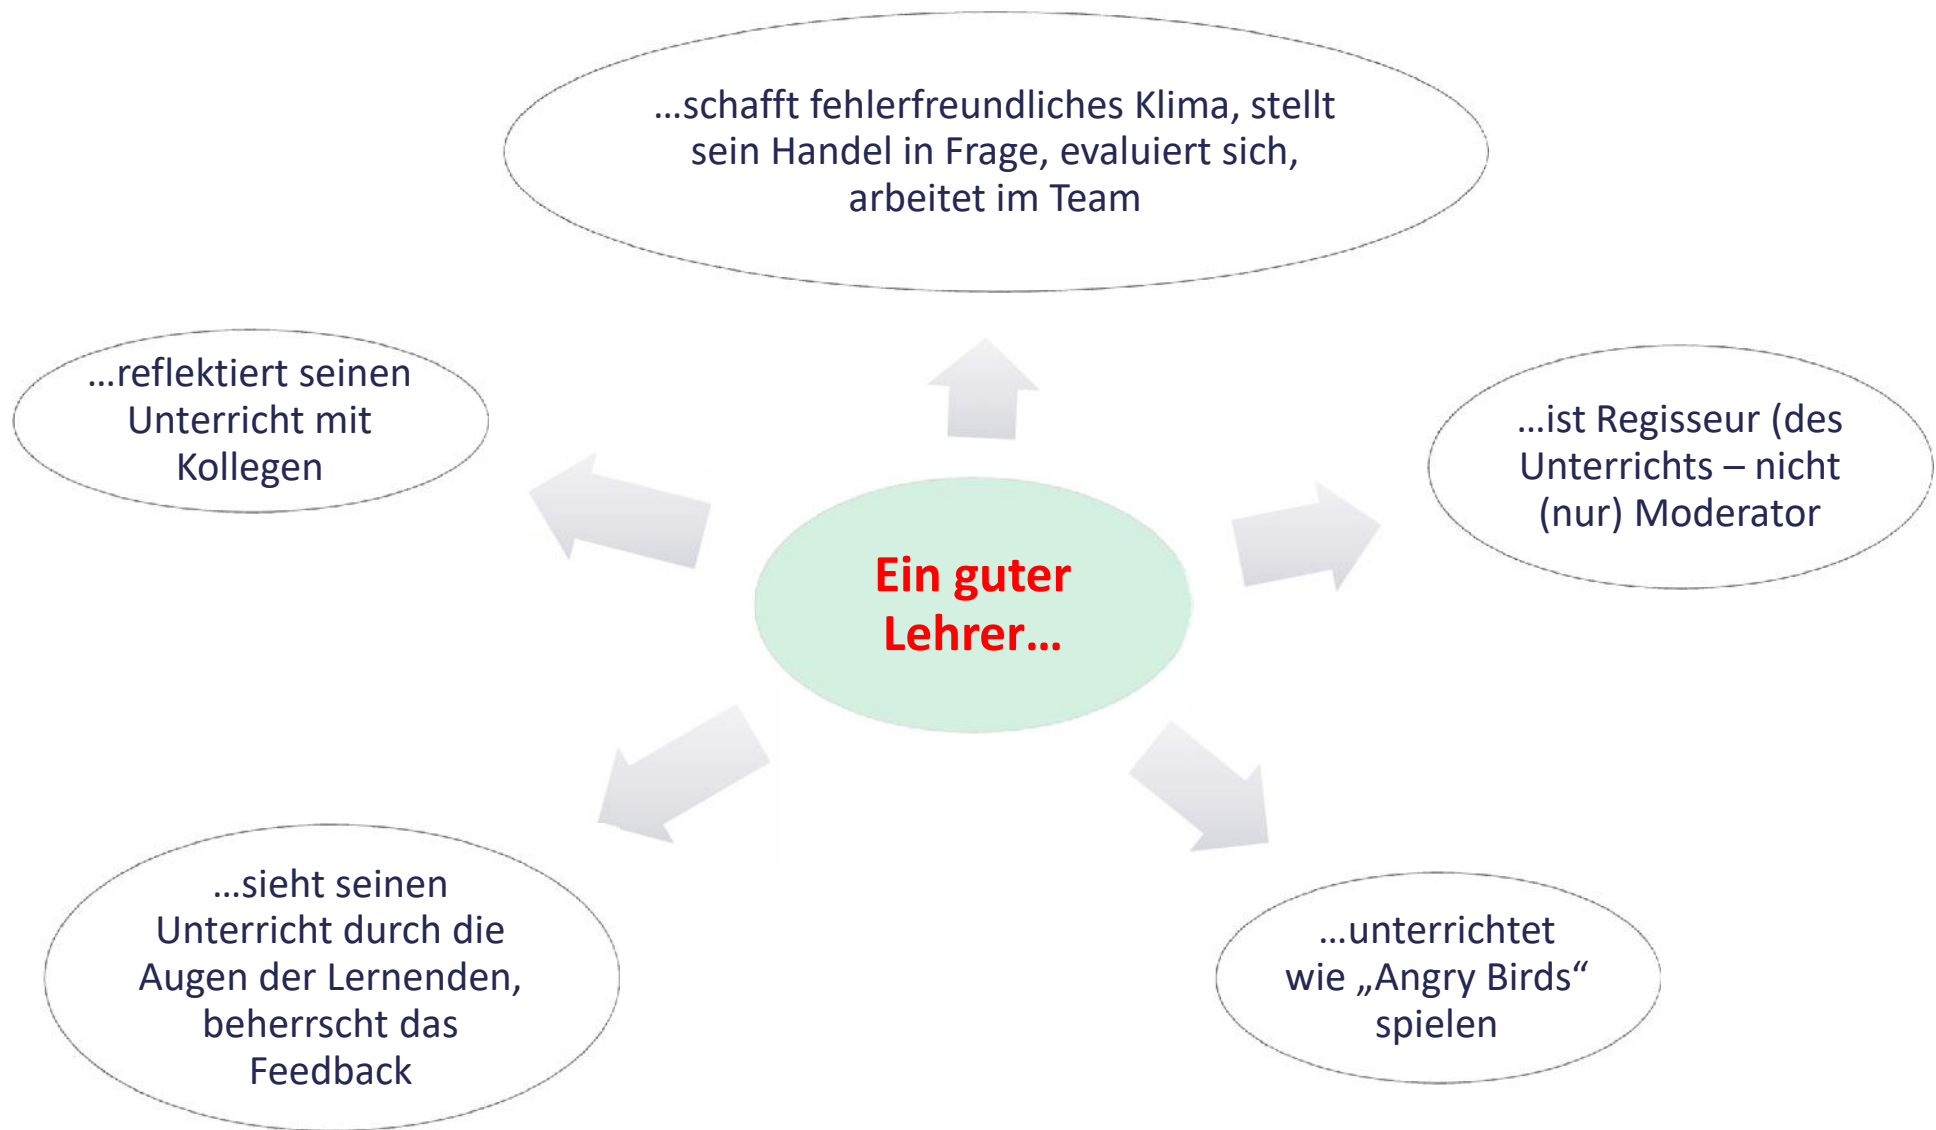 ...schafft fehlerfreundliches Klima, stellt
sein Handel in Frage, evaluiert sich,
arbeitet im Team
...reflektiert seinen
Unterricht mit
Kollegen
...ist Regisseur (des
Unterrichts – nicht
(nur) Moderator
Ein guter
Lehrer...
...sieht seinen
Unterricht durch die
Augen der Lernenden,
beherrscht das
Feedback
...unterrichtet
wie „Angry Birds“
spielen